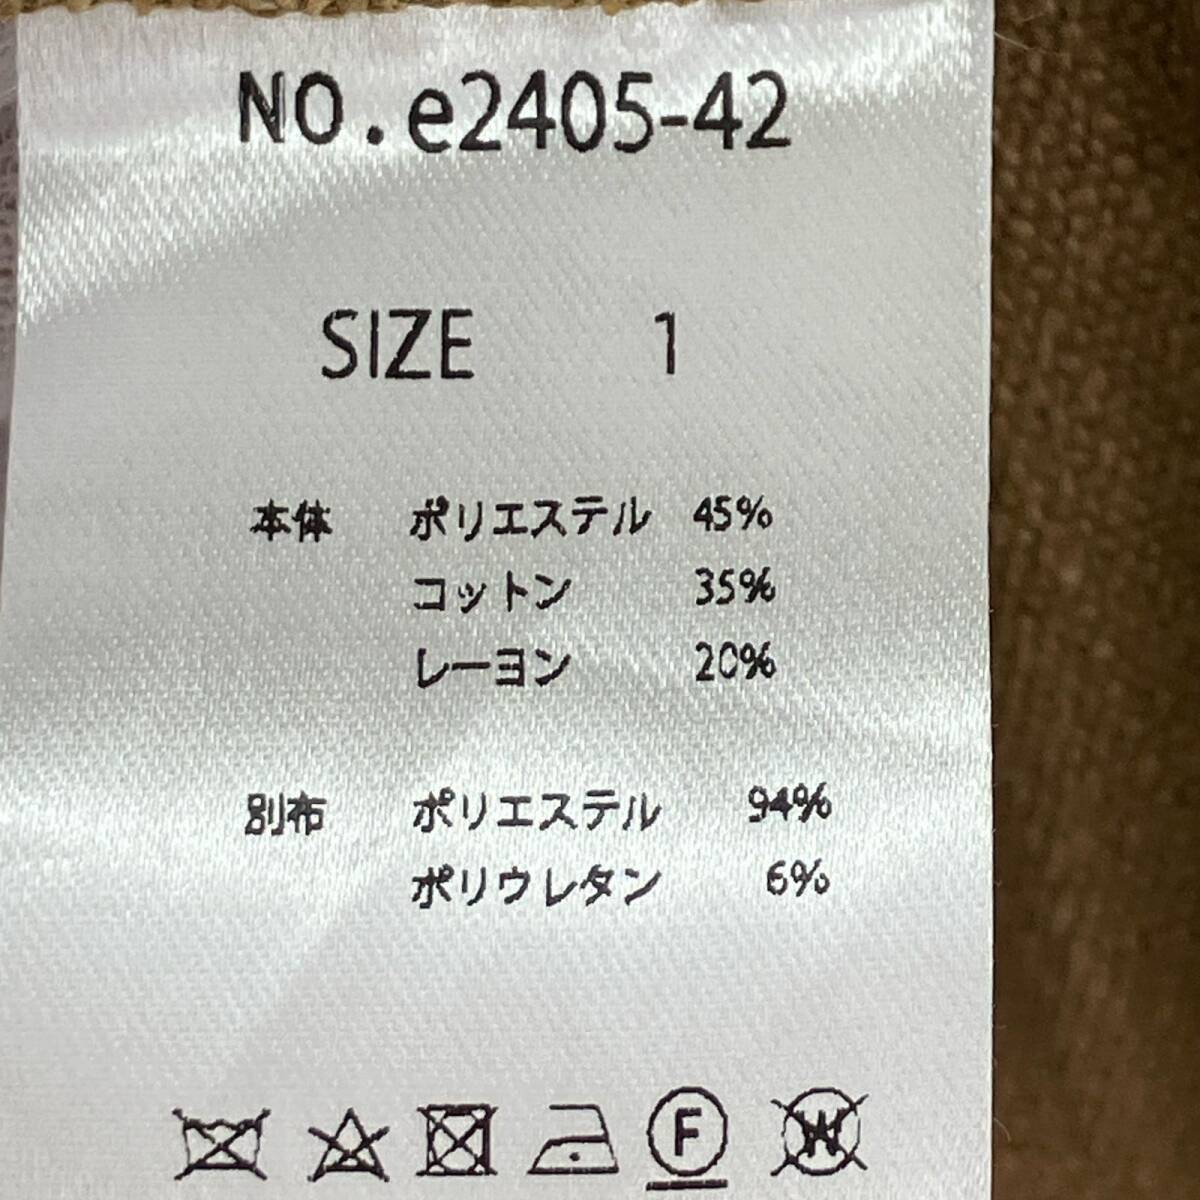 NO.e2405-42
SIZE 1
本体 ポリエステル 45%
コットン 35%
レーヨン 20%
別布 ポリエステル 94%
ポリウレタン 6%
F W